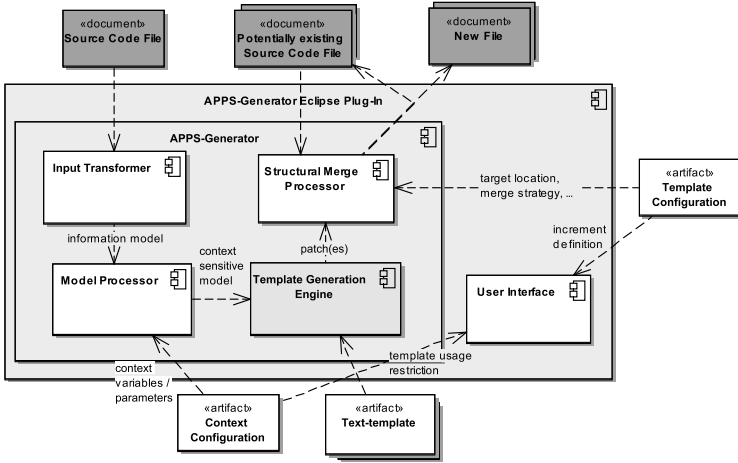 «document»
Source Code File
«document»
Potentially existing
Source Code File
«document»
New File
APPS-Generator Eclipse Plug-In
APPS-Generator
Input Transformer
Structural Merge
Processor
target location,
merge strategy, ...
«artifact»
Template
Configuration
information model
context
sensitive
model
patch(es)
increment
definition
Model Processor
Template Generation
Engine
User Interface
context
variables /
parameters
template usage
restriction
«artifact»
Context
Configuration
«artifact»
Text-template